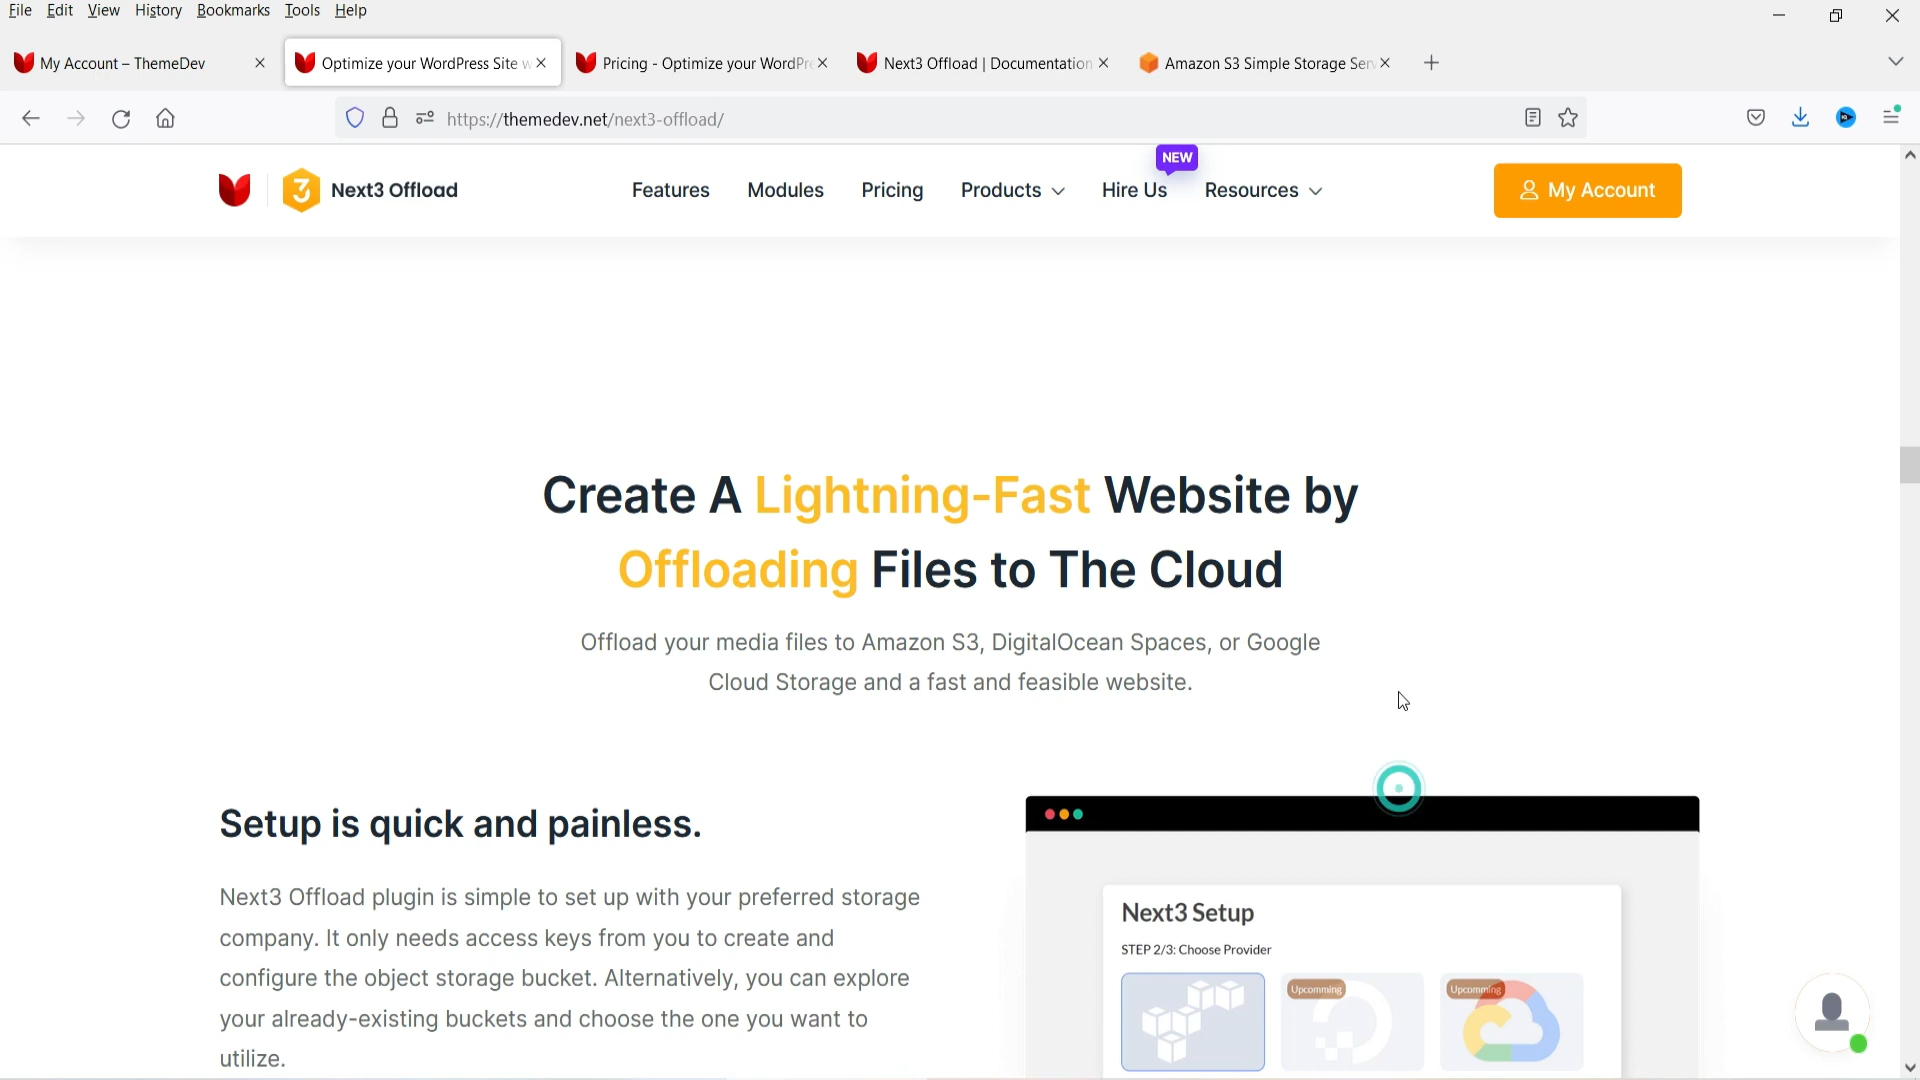 File Edit View History Bookmarks Tools Help
My Account – ThemeDev
Optimize your WordPress Site w
Pricing - Optimize your WordPre
Next3 Offload | Documentation
Amazon S3 Simple Storage Serv
https://themedev.net/next3-offload/
NEW
3 Next3 Offload
Features Modules Pricing Products Hire Us Resources
My Account
Create A Lightning-Fast Website by
Offloading Files to The Cloud
Offload your media files to Amazon S3, DigitalOcean Spaces, or Google
Cloud Storage and a fast and feasible website.
Setup is quick and painless.
Next3 Offload plugin is simple to set up with your preferred storage
company. It only needs access keys from you to create and
configure the object storage bucket. Alternatively, you can explore
your already-existing buckets and choose the one you want to
utilize.
Next3 Setup
STEP 2/3: Choose Provider
Upcomming
Upcomming